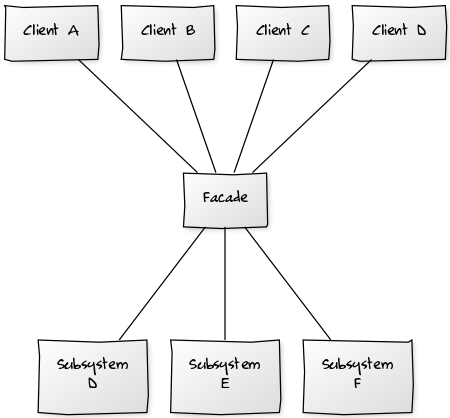 Client A
Client B
Client C
Client D
Facade
Subsystem
D
Subsystem
E
Subsystem
F